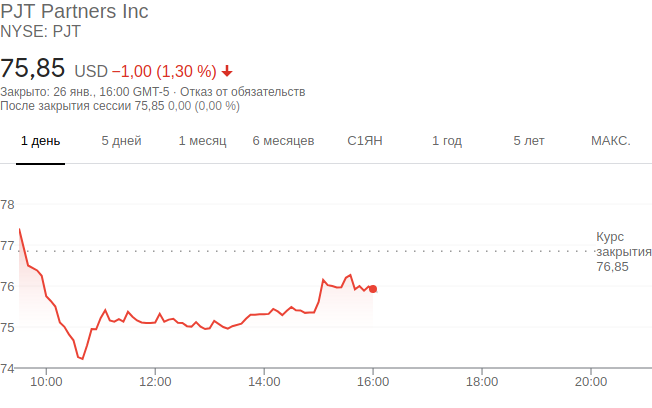 PJT Partners Inc
NYSE: PJT
75,85 USD −1,00 (1,30 %)
Закрыто: 26 янв., 16:00 GMT-5 · Отказ от обязательств
После закрытия сессии 75,85 0,00 (0,00 %)
1 день 5 дней 1 месяц 6 месяцев С1ЯН 1 год 5 лет МАКС.
78
77
76
75
74
Курс
закрытия
76,85
10:00 12:00 14:00 16:00 18:00 20:00